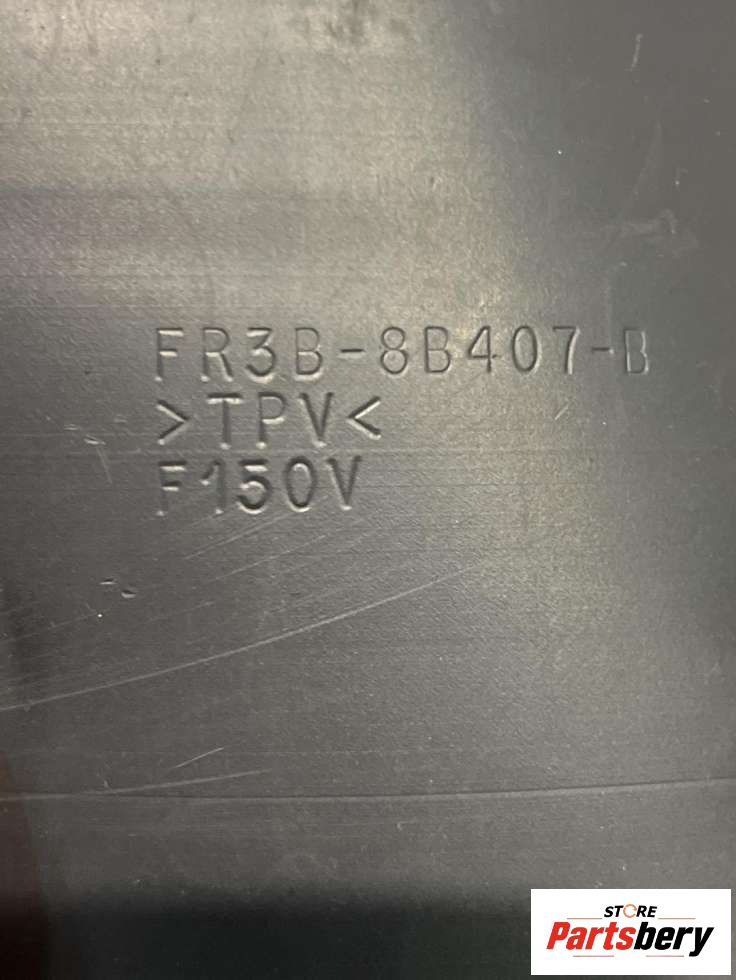 FR3B-8B407-B
>TPV<
F150V
STORE
Partsbery